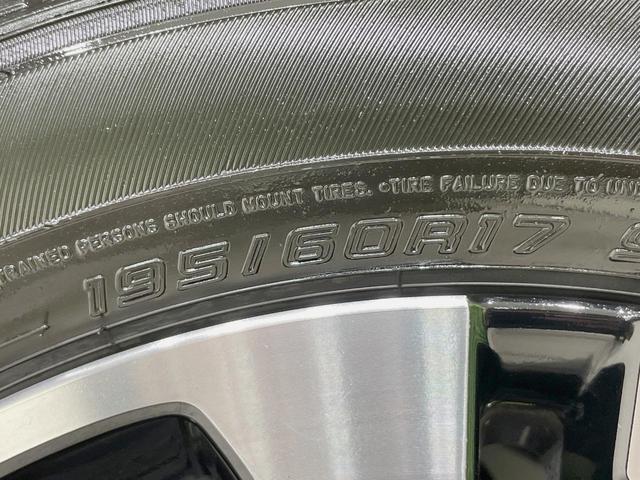 TRAINED PERSONS SHOULD MOUNT TIRES. •TIRE FAILURE DUE TO
195/60R17